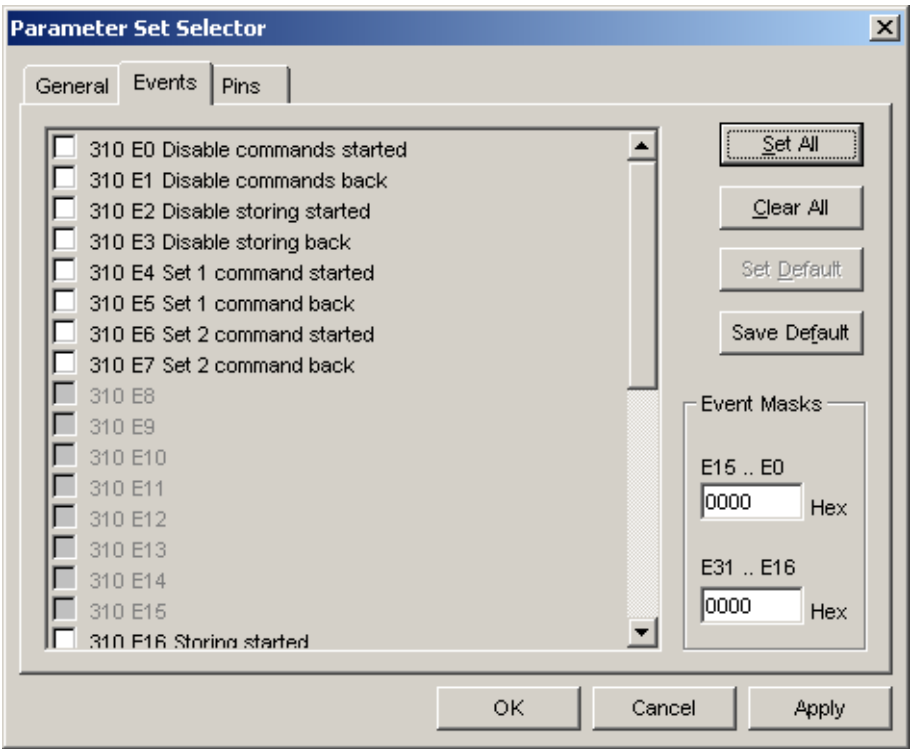 Parameter Set Selector
General Events Pins
310 E0 Disable commands started
310 E1 Disable commands back
310 E2 Disable storing started
310 E3 Disable storing back
310 E4 Set 1 command started
310 E5 Set 1 command back
310 E6 Set 2 command started
310 E7 Set 2 command back
310 E8
310 E9
310 E10
310 E11
310 E12
310 E13
310 E14
310 E15
310 E16 Storing started
Set All
Clear All
Set Default
Save Default
Event Masks
E15 .. E0
0000 Hex
E31 .. E16
0000 Hex
OK Cancel Apply